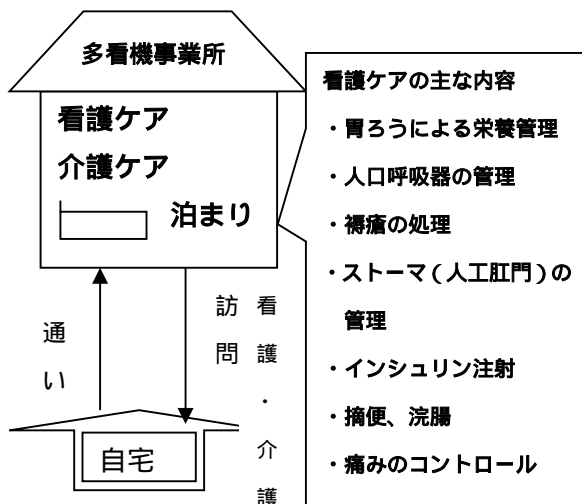 多看機事業所
看護ケア
介護ケア
泊まり
通い
訪問
看護・介護
自宅
看護ケアの主な内容
・胃ろうによる栄養管理
・人口呼吸器の管理
・褥瘡の処理
・ストーマ（人工肛門）の
管理
・インシュリン注射
・摘便、浣腸
・痛みのコントロール